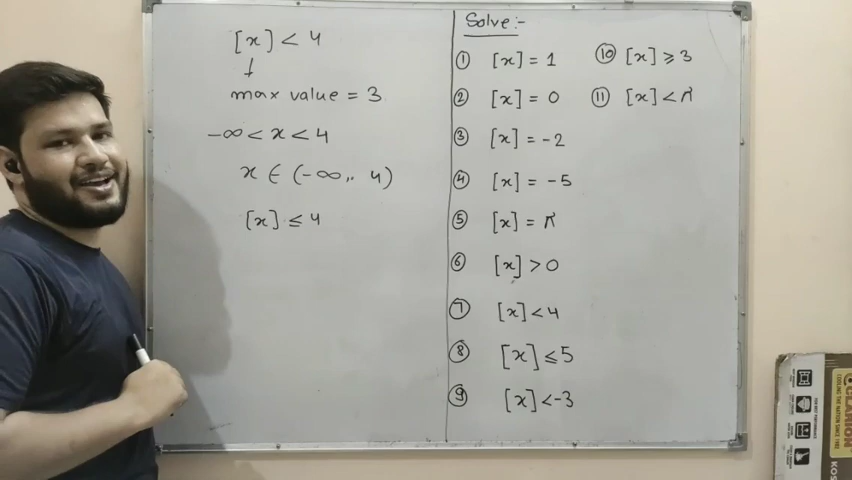 [x] < 4
↓
max value = 3
-∞ < x < 4
x ∈ (-∞, 4)
[x] ≤ 4
Solve :-
① [x] = 1
② [x] = 0
③ [x] = -2
④ [x] = -5
⑤ [x] = π
⑥ [x] > 0
⑦ [x] < 4
⑧ [x] ≤ 5
⑨ [x] < -3
⑩ [x] ≥ 3
⑪ [x] < π
CLARION